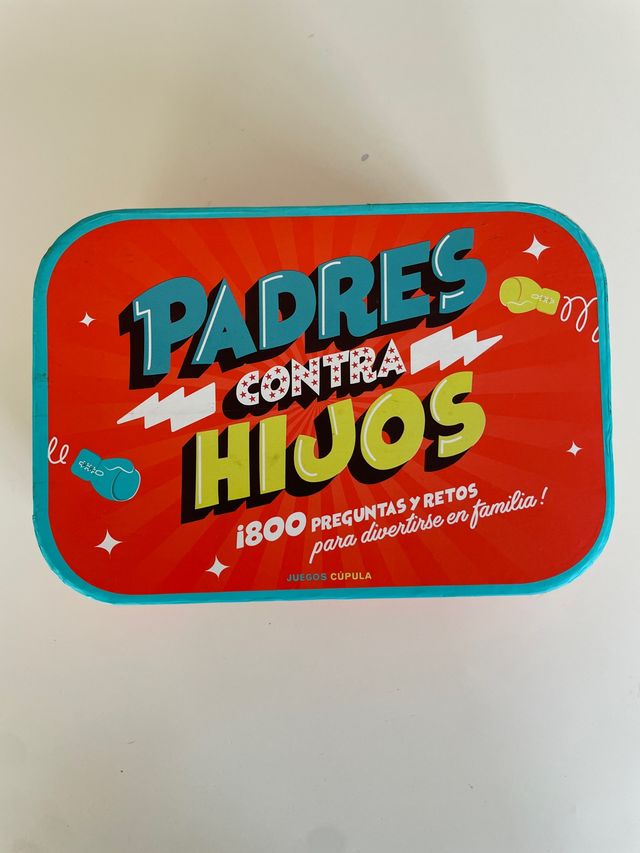 PADRES
CONTRA
HIJOS
¡800 PREGUNTAS Y RETOS
para divertirse en familia!
JUEGOS CÚPULA